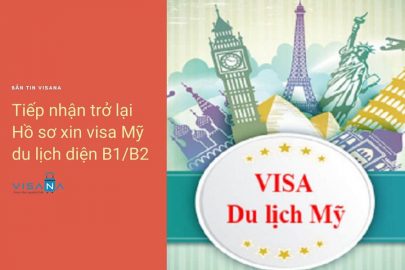 BẢN TIN VISANA
Tiếp nhận trở lại
Hồ sơ xin visa Mỹ
du lịch diện B1/B2
VISANA
VISA
Du lịch Mỹ